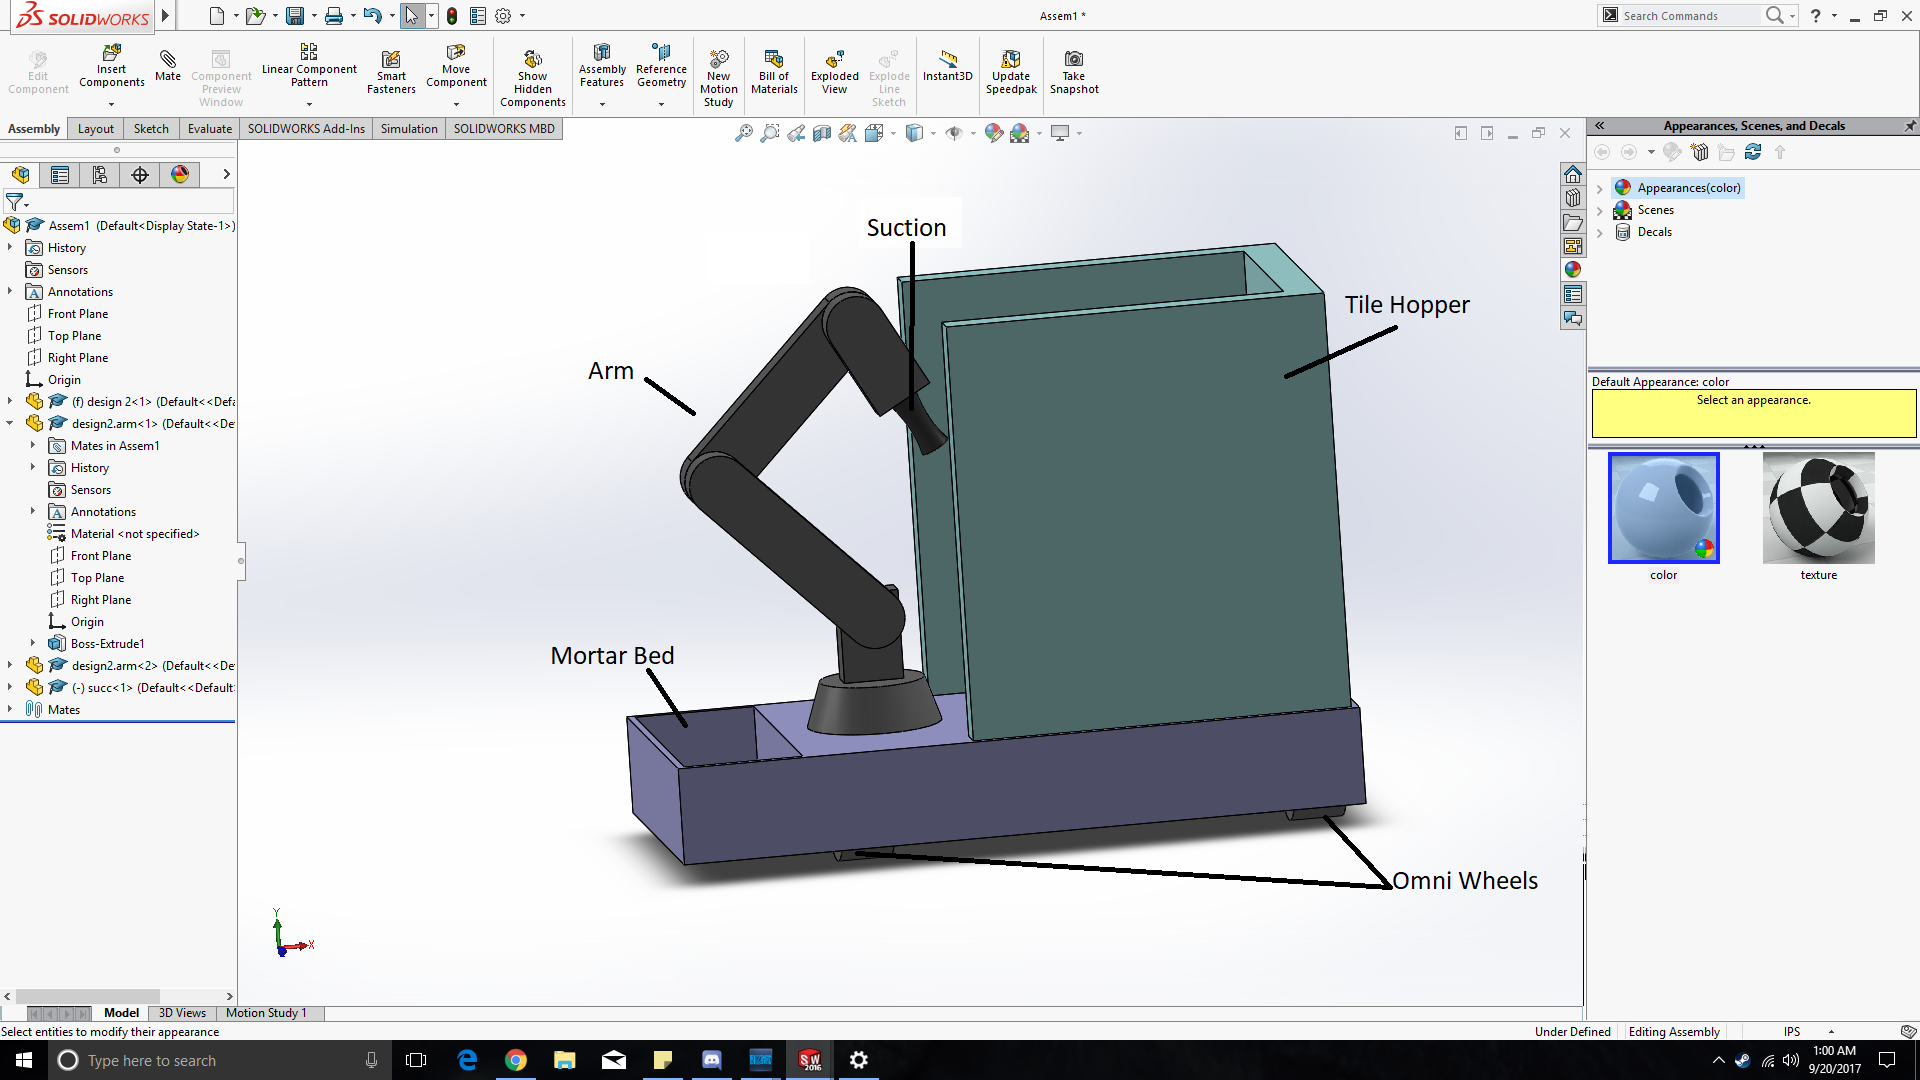 SOLIDWORKS
Assem1 *
Search Commands
?
Edit Component
Insert Components
Mate
Component Preview Window
Linear Component Pattern
Smart Fasteners
Move Component
Show Hidden Components
Assembly Features
Reference Geometry
New Motion Study
Bill of Materials
Exploded View
Explode Line Sketch
Instant3D
Update Speedpak
Take Snapshot
Assembly
Layout
Sketch
Evaluate
SOLIDWORKS Add-Ins
Simulation
SOLIDWORKS MBD
Assem1 (Default<Display State-1>)
History
Sensors
Annotations
Front Plane
Top Plane
Right Plane
Origin
(f) design 2<1> (Default<<Defa
design2.arm<1> (Default<<De
Mates in Assem1
History
Sensors
Annotations
Material <not specified>
Front Plane
Top Plane
Right Plane
Origin
Boss-Extrude1
design2.arm<2> (Default<<De
(-) succ<1> (Default<<Default
Mates
Suction
Tile Hopper
Arm
Mortar Bed
Omni Wheels
Y
X
Appearances, Scenes, and Decals
Appearances(color)
Scenes
Decals
Default Appearance: color
Select an appearance.
color
texture
Model
3D Views
Motion Study 1
Select entities to modify their appearance
Under Defined
Editing Assembly
IPS
Type here to search
SW
2016
1:00 AM
9/20/2017